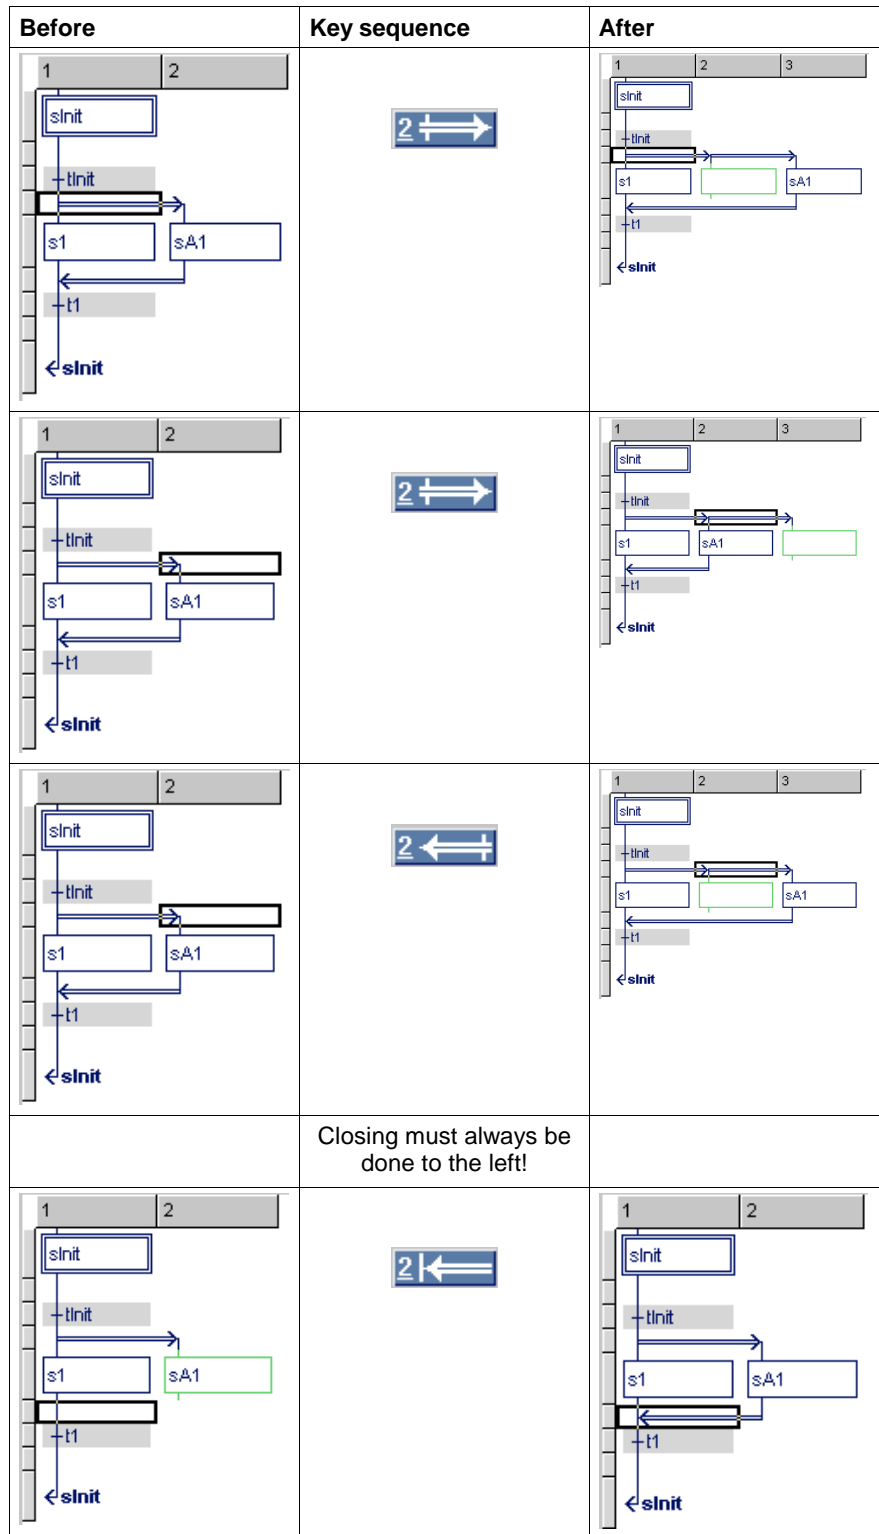 Before Key sequence After
1 2
sInit
tInit
s1 sA1
t1
sInit
2
1 2 3
sInit
tInit
s1 sA1
t1
sInit
1 2
sInit
tInit
s1 sA1
t1
sInit
2
1 2 3
sInit
tInit
s1 sA1
t1
sInit
1 2
sInit
tInit
s1 sA1
t1
sInit
2
1 2 3
sInit
tInit
s1 sA1
t1
sInit
Closing must always be
done to the left!
1 2
sInit
tInit
s1 sA1
t1
sInit
2
1 2
sInit
tInit
s1 sA1
t1
sInit